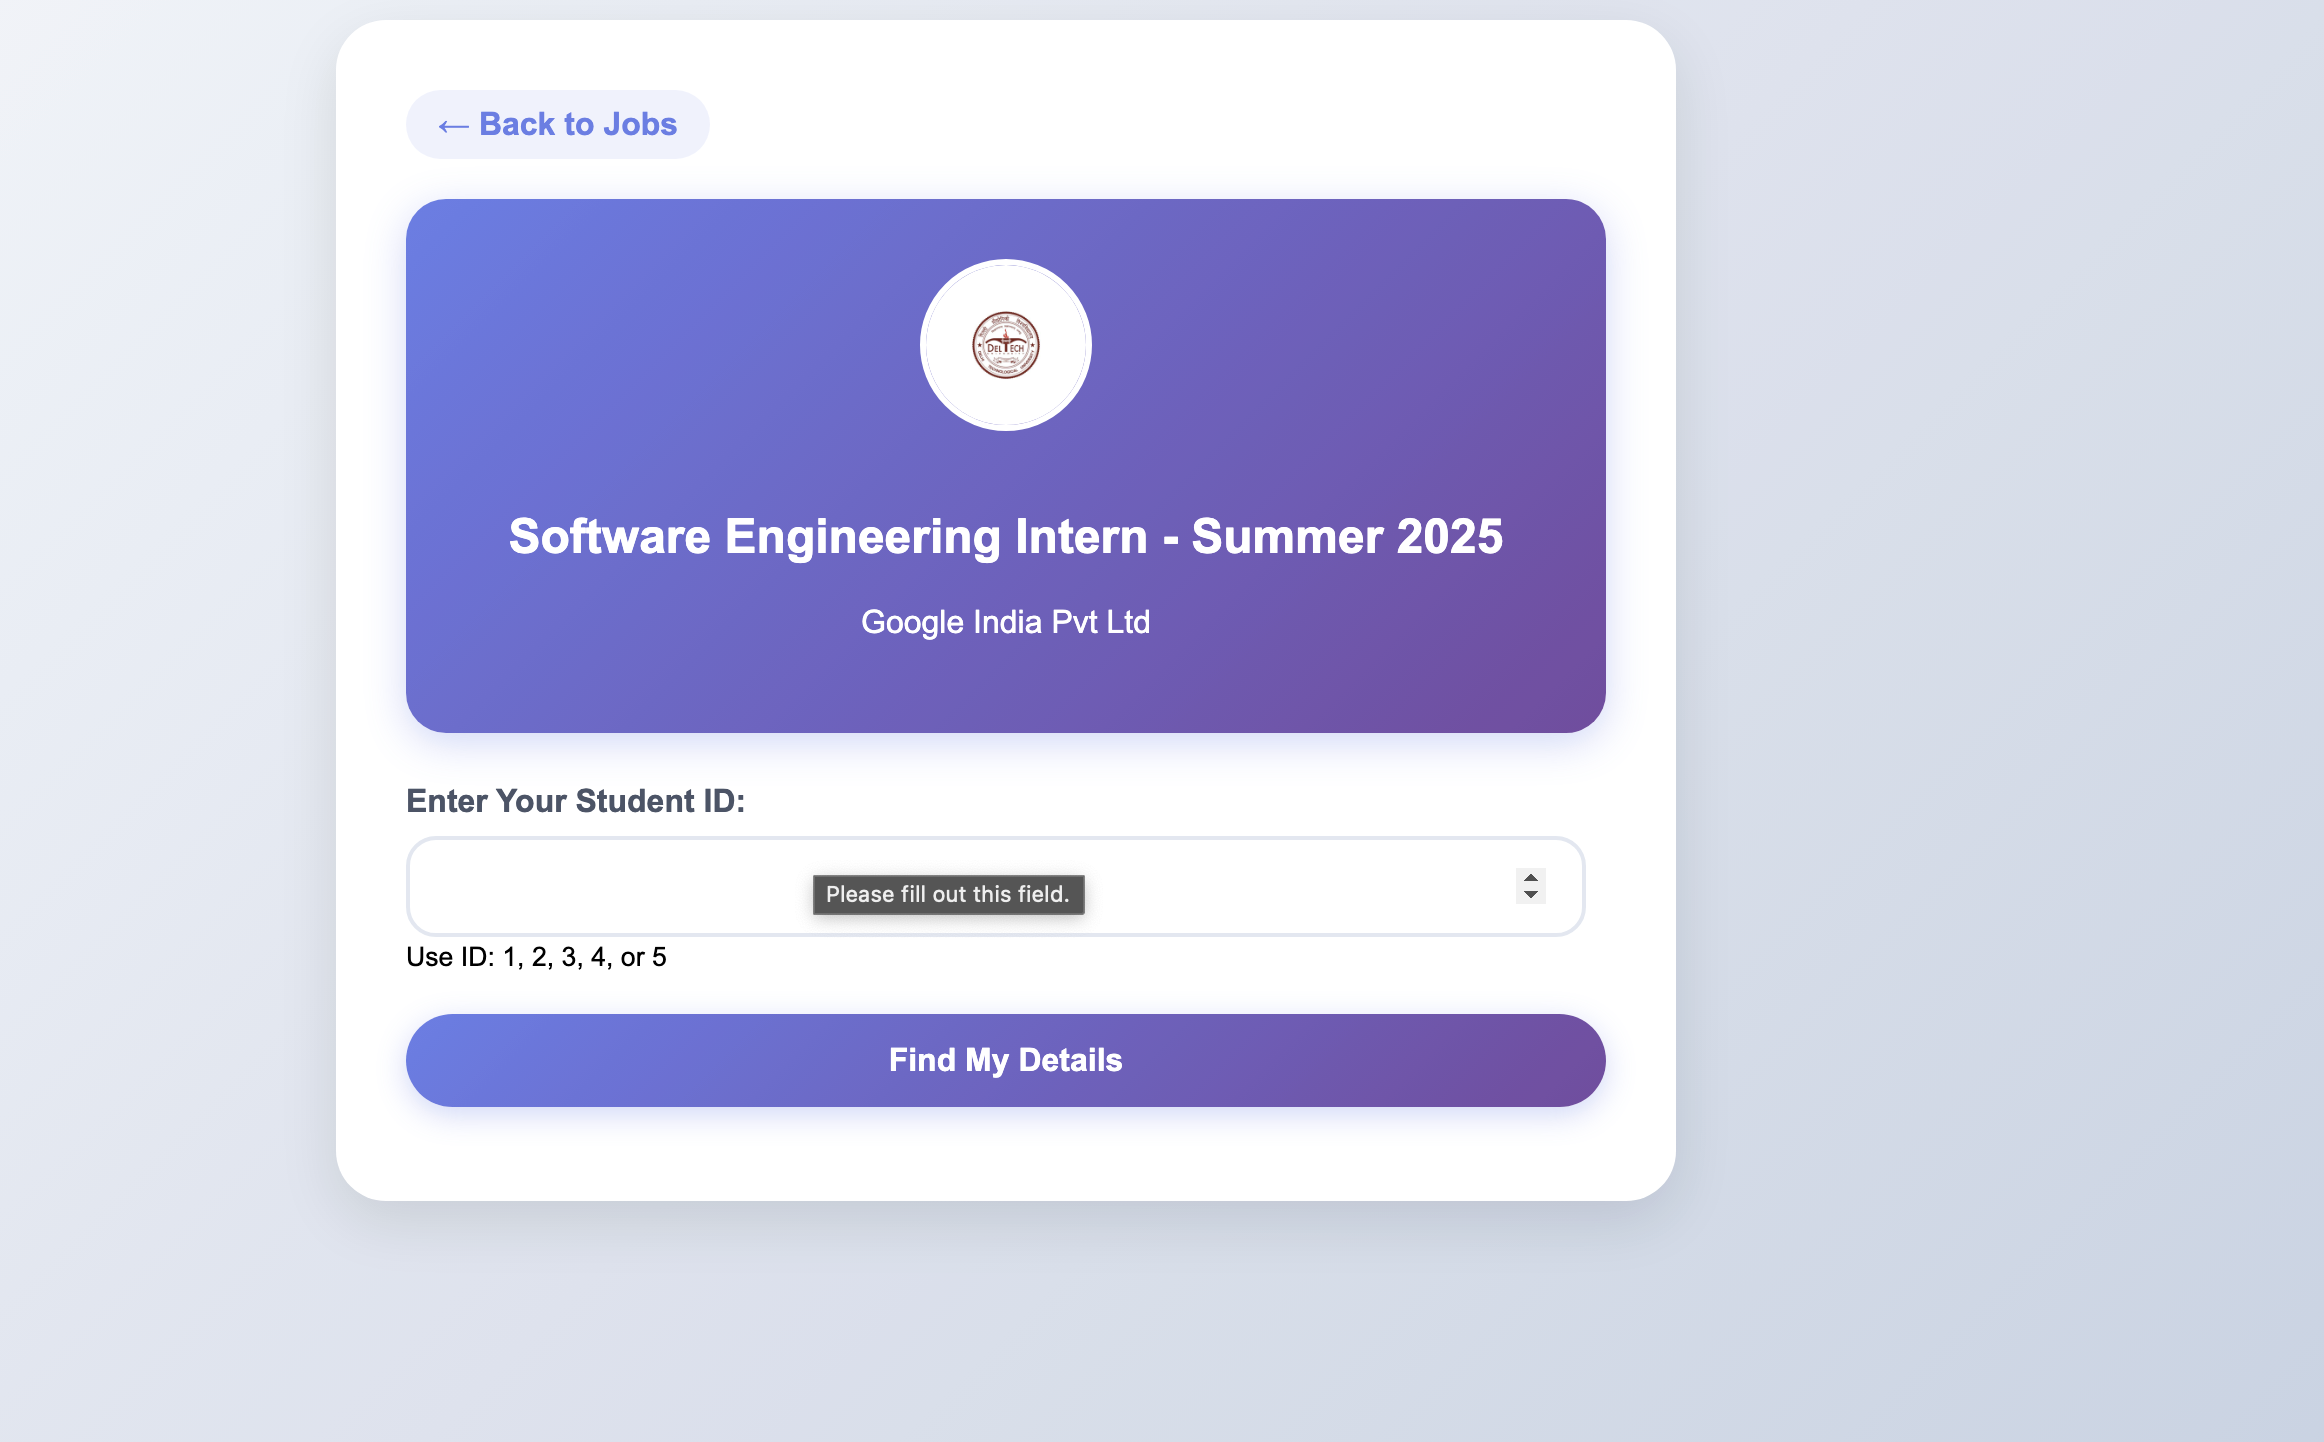 ← Back to Jobs
DELTECH
Software Engineering Intern - Summer 2025
Google India Pvt Ltd
Enter Your Student ID:
Please fill out this field.
Use ID: 1, 2, 3, 4, or 5
Find My Details